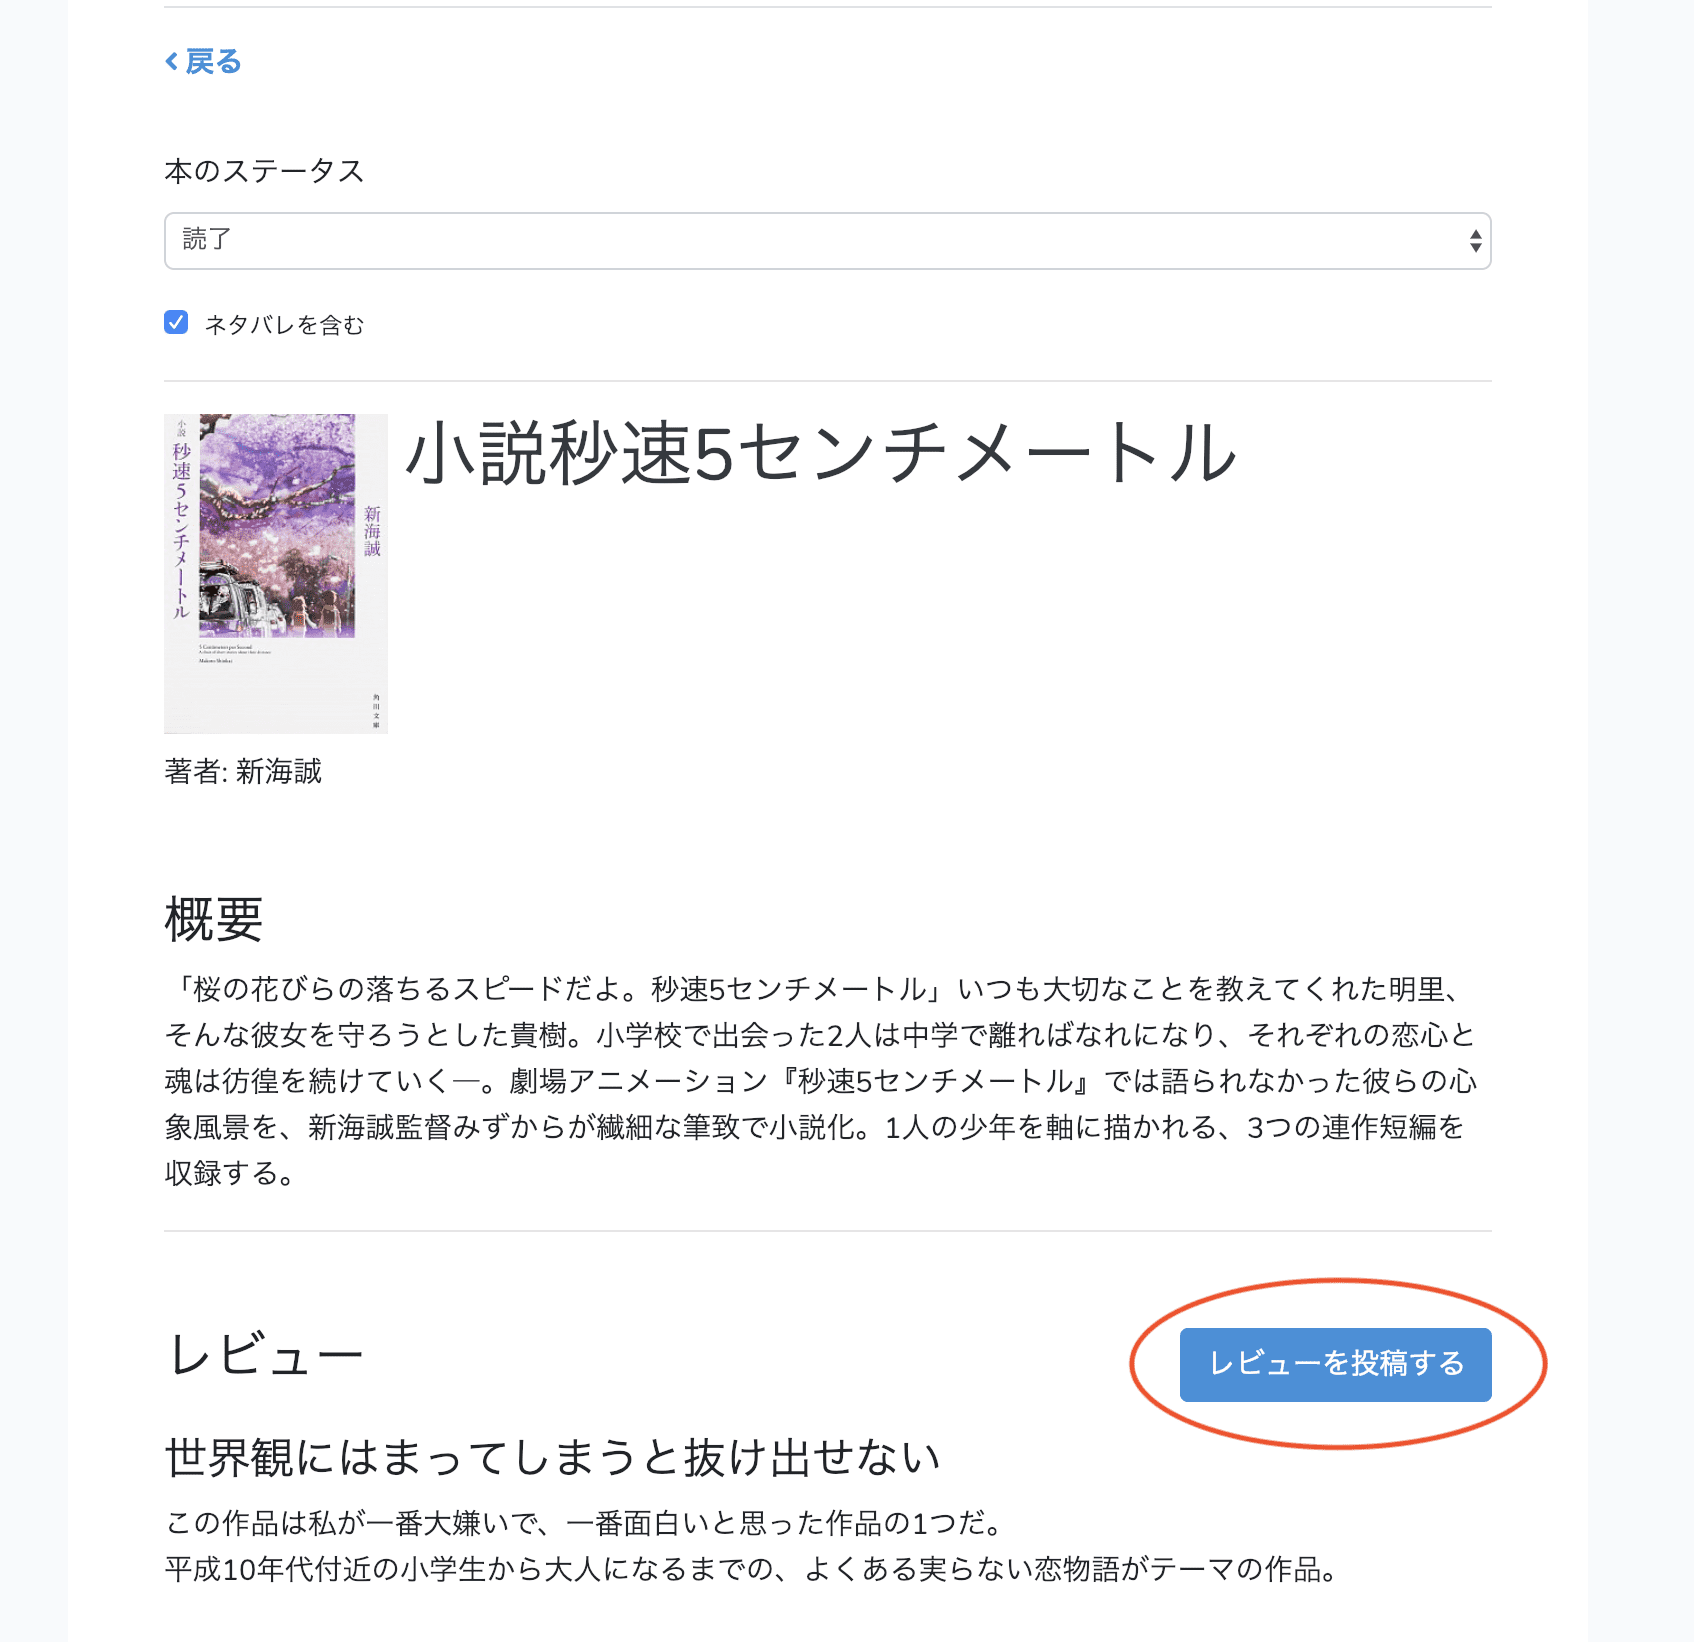 戻る
本のステータス
読了
ネタバレを含む
小説
秒速5センチメートル
新海誠
5 Centimeters per Second
Makoto Shinkai
角川文庫
小説秒速5センチメートル
著者: 新海誠
概要
「桜の花びらの落ちるスピードだよ。秒速5センチメートル」いつも大切なことを教えてくれた明里、
そんな彼女を守ろうとした貴樹。小学校で出会った2人は中学で離ればなれになり、それぞれの恋心と
魂は彷徨を続けていく―。劇場アニメーション『秒速5センチメートル』では語られなかった彼らの心
象風景を、新海誠監督みずからが繊細な筆致で小説化。1人の少年を軸に描かれる、3つの連作短編を
収録する。
レビュー
レビューを投稿する
世界観にはまってしまうと抜け出せない
この作品は私が一番大嫌いで、一番面白いと思った作品の1つだ。
平成10年代付近の小学生から大人になるまでの、よくある実らない恋物語がテーマの作品。